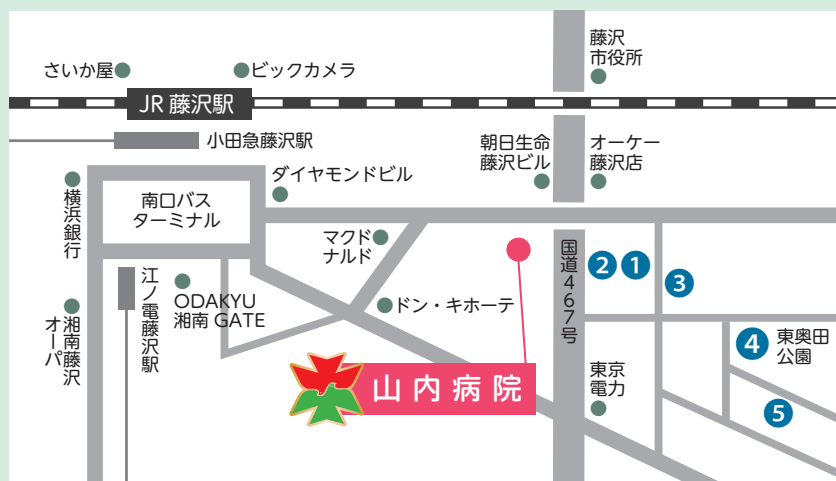 藤沢
市役所
さいか屋
ビックカメラ
JR 藤沢駅
小田急藤沢駅
朝日生命
藤沢ビル
オーケー
藤沢店
ダイヤモンドビル
横浜銀行
南口バス
ターミナル
マクド
ナルド
国道467号
2
1
3
江ノ電藤沢駅
ODAKYU
湘南 GATE
ドン・キホーテ
湘南藤沢
オーパ
4
東奥田
公園
東京
電力
山内病院
5